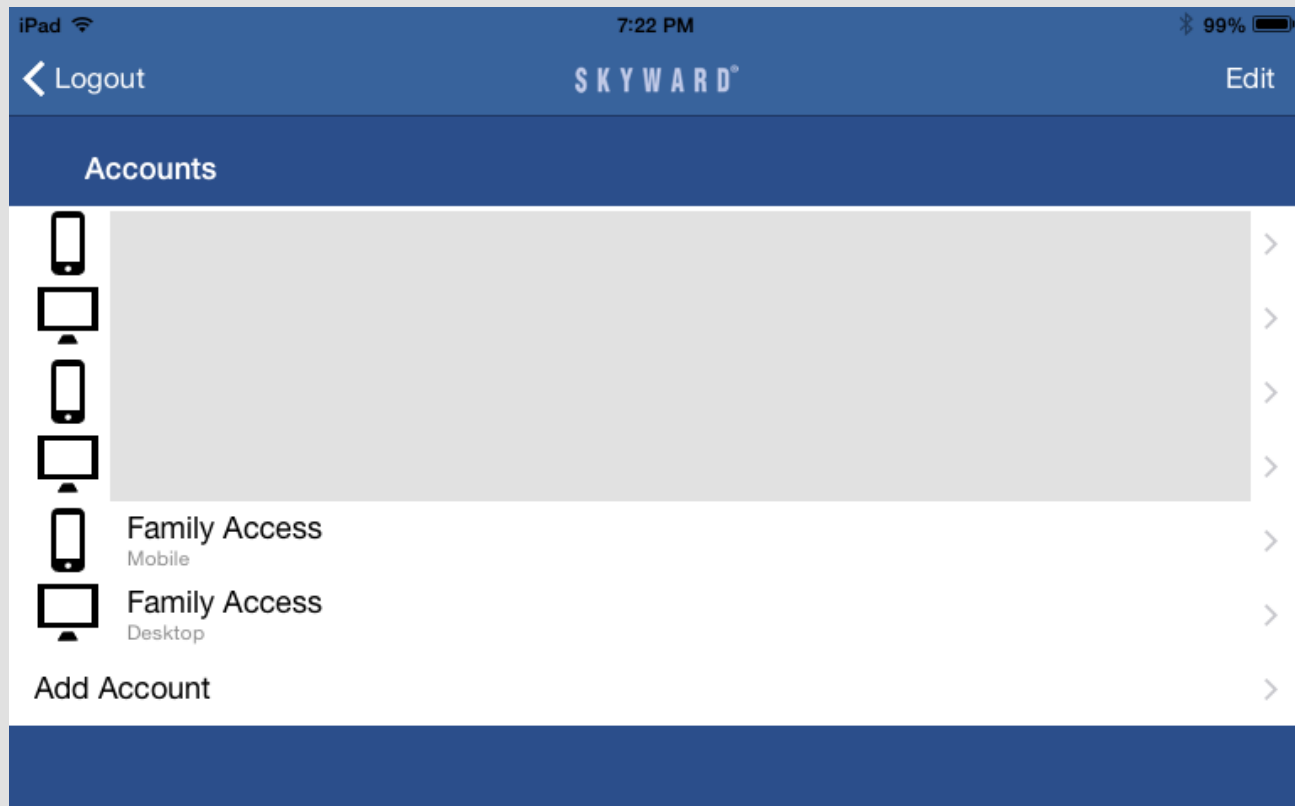 iPad 7:22 PM 99%
Logout SKYWARD® Edit
Accounts
Family Access
Mobile
Family Access
Desktop
Add Account